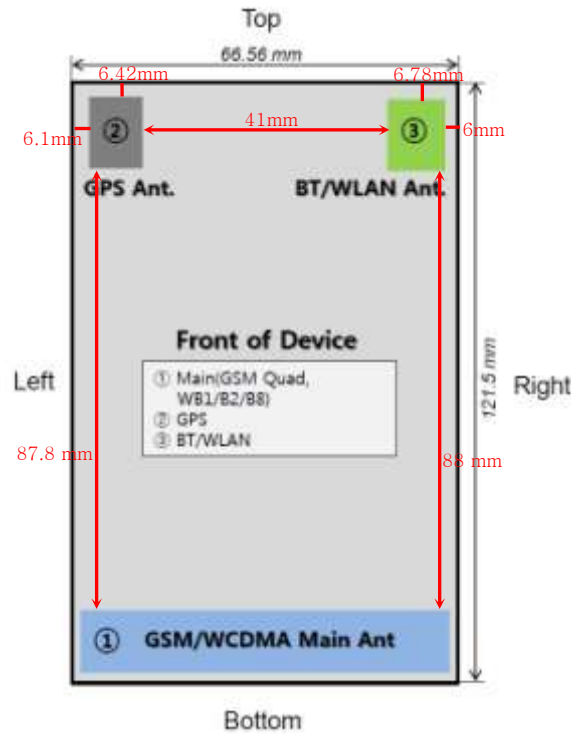 Top
66.56 mm
6.42mm
6.78mm
6.1mm
②
41mm
③
6mm
GPS Ant.
BT/WLAN Ant.
Front of Device
① Main(GSM Quad,
WB1/B2/B8)
② GPS
③ BT/WLAN
Left
121.5 mm
Right
87.8 mm
88 mm
① GSM/WCDMA Main Ant
Bottom